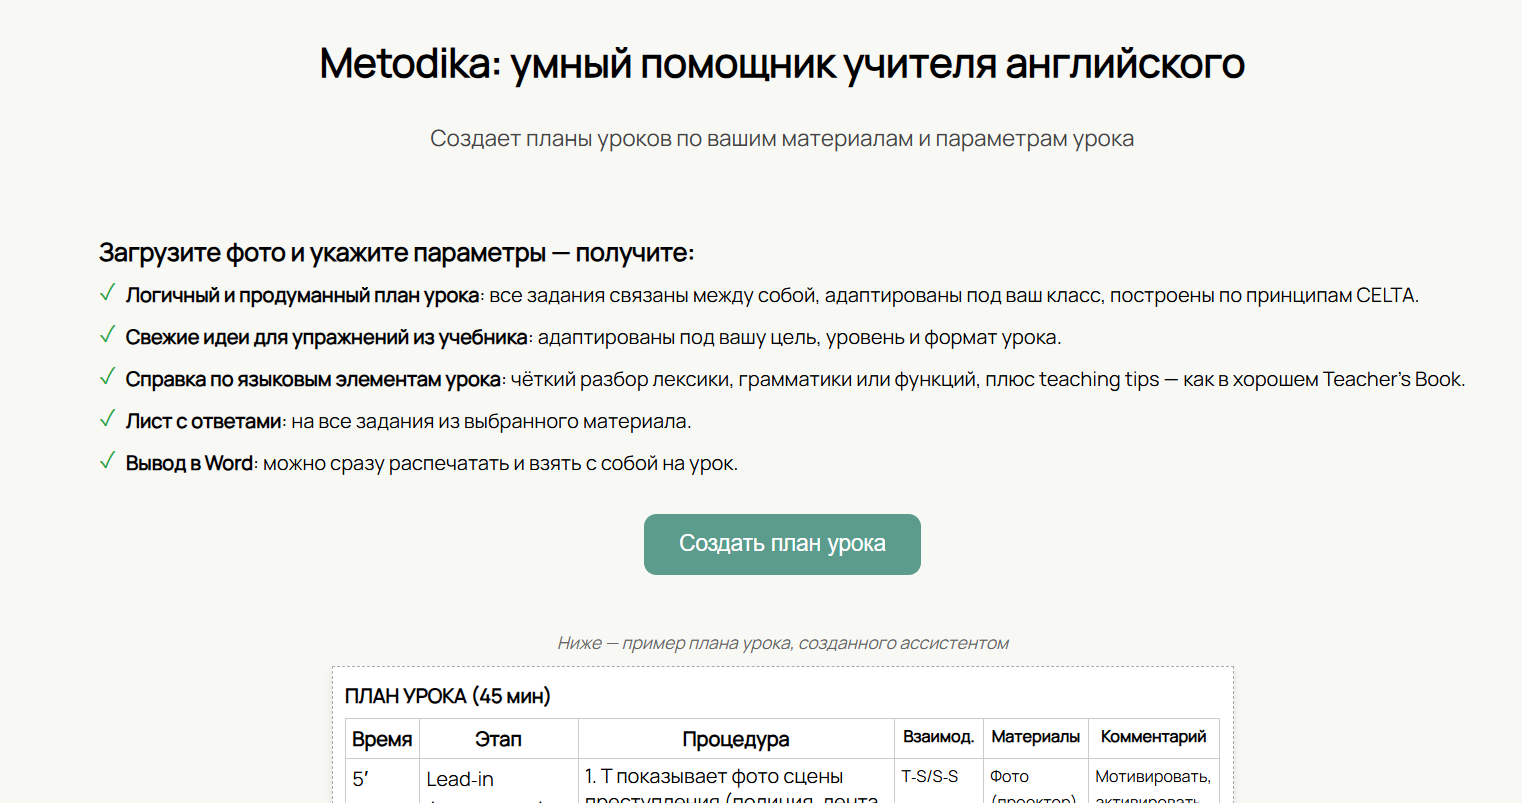 Metodika: умный помощник учителя английского
Создает планы уроков по вашим материалам и параметрам урока
Загрузите фото и укажите параметры — получите:
✓ Логичный и продуманный план урока: все задания связаны между собой, адаптированы под ваш класс, построены по принципам CELTA.
✓ Свежие идеи для упражнений из учебника: адаптированы под вашу цель, уровень и формат урока.
✓ Справка по языковым элементам урока: чёткий разбор лексики, грамматики или функций, плюс teaching tips — как в хорошем Teacher's Book.
✓ Лист с ответами: на все задания из выбранного материала.
✓ Вывод в Word: можно сразу распечатать и взять с собой на урок.
Создать план урока
Ниже — пример плана урока, созданного ассистентом
ПЛАН УРОКА (45 мин)
Время Этап Процедура Взаимод. Материалы Комментарий
5′ Lead-in 1. T показывает фото сцены T-S/S-S Фото Мотивировать,
преступления (полиция, лента (проектор) активировать